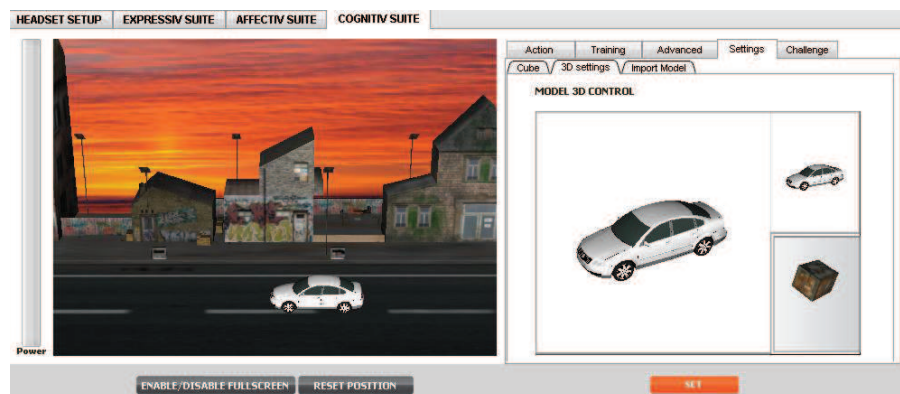 HEADSET SETUP
EXPRESSIV SUITE
AFFECTIV SUITE
COGNITIV SUITE
Action
Training
Advanced
Settings
Challenge
Cube
3D settings
Import Model
MODEL 3D CONTROL
Power
ENABLE/DISABLE FULLSCREEN
RESET POSITION
SET